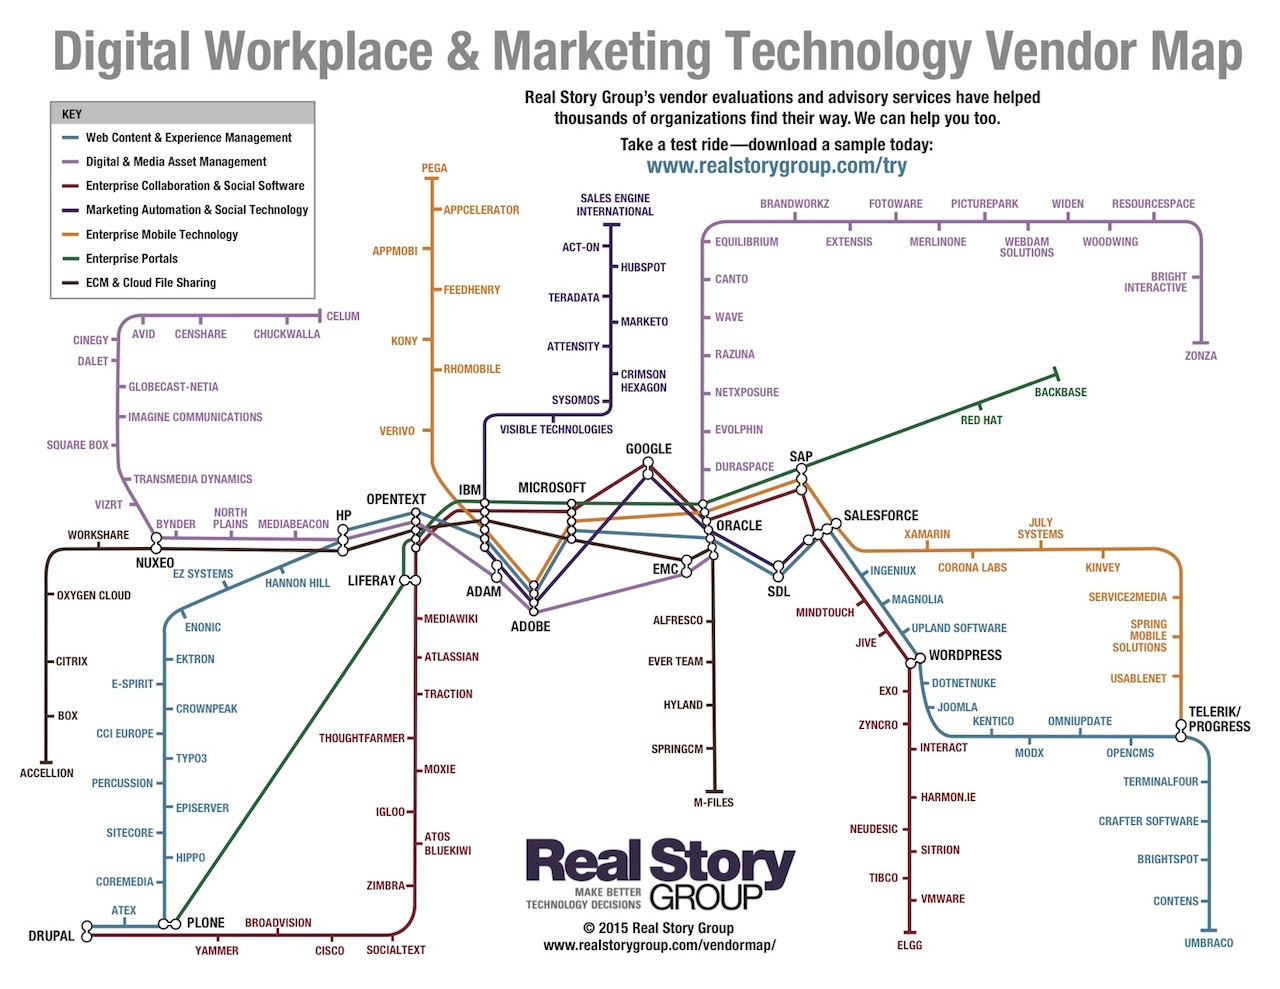 Digital Workplace & Marketing Technology Vendor Map
Real Story Group's vendor evaluations and advisory services have helped
thousands of organizations find their way. We can help you too.
Take a test ride—download a sample today:
www.realstorygroup.com/try
KEY
Web Content & Experience Management
Digital & Media Asset Management
Enterprise Collaboration & Social Software
Marketing Automation & Social Technology
Enterprise Mobile Technology
Enterprise Portals
ECM & Cloud File Sharing
PEGA
APPCELERATOR
APPMOBI
FEEDHENRY
KONY
RHOMOBILE
VERIVO
SALES ENGINE
INTERNATIONAL
ACT-ON
HUBSPOT
TERADATA
MARKETO
ATTENSITY
CRIMSON
HEXAGON
SYSOMOS
VISIBLE TECHNOLOGIES
BRANDWORKZ
FOTOWARE
PICTUREPARK
WIDEN
RESOURCESPACE
EQUILIBRIUM
EXTENSIS
MERLINONE
WEBDAM
SOLUTIONS
WOODWING
CANTO
BRIGHT
INTERACTIVE
WAVE
RAZUNA
ZONZA
NETXPOSURE
EVOLPHIN
DURASPACE
BACKBASE
RED HAT
CELUM
CINEGY
AVID
CENSHARE
CHUCKWALLA
DALET
GLOBECAST-NETIA
IMAGINE COMMUNICATIONS
SQUARE BOX
TRANSMEDIA DYNAMICS
VIZRT
BYNDER
NORTH
PLAINS
MEDIABEACON
HP
OPENTEXT
IBM
MICROSOFT
GOOGLE
SAP
ORACLE
SALESFORCE
WORKSHARE
NUXEO
EZ SYSTEMS
HANNON HILL
LIFERAY
ADAM
ADOBE
EMC
SDL
XAMARIN
JULY
SYSTEMS
CORONA LABS
KINVEY
OXYGEN CLOUD
ENONIC
MEDIAWIKI
ALFRESCO
MINDTOUCH
INGENIUX
MAGNOLIA
UPLAND SOFTWARE
JIVE
SERVICE2MEDIA
SPRING
MOBILE
SOLUTIONS
USABLENET
CITRIX
EKTRON
ATLASSIAN
EVER TEAM
WORDPRESS
E-SPIRIT
TRACTION
EXO
DOTNETNUKE
BOX
CROWNPEAK
HYLAND
JOOMLA
ZYNCRO
KENTICO
OMNIUPDATE
TELERIK/
PROGRESS
CCI EUROPE
THOUGHTFARMER
SPRINGCM
INTERACT
MODX
OPENCMS
ACCELLION
TYPO3
MOXIE
PERCUSSION
TERMINALFOUR
M-FILES
HARMON.IE
EPISERVER
IGLOO
CRAFTER SOFTWARE
SITECORE
ATOS
BLUEKIWI
NEUDESIC
SITRION
HIPPO
BRIGHTSPOT
COREMEDIA
ZIMBRA
TIBCO
VMWARE
CONTENS
ATEX
PLONE
BROADVISION
DRUPAL
YAMMER
CISCO
SOCIALTEXT
ELGG
UMBRACO
Real Story
MAKE BETTER
TECHNOLOGY DECISIONS
GROUP
© 2015 Real Story Group
www.realstorygroup.com/vendormap/